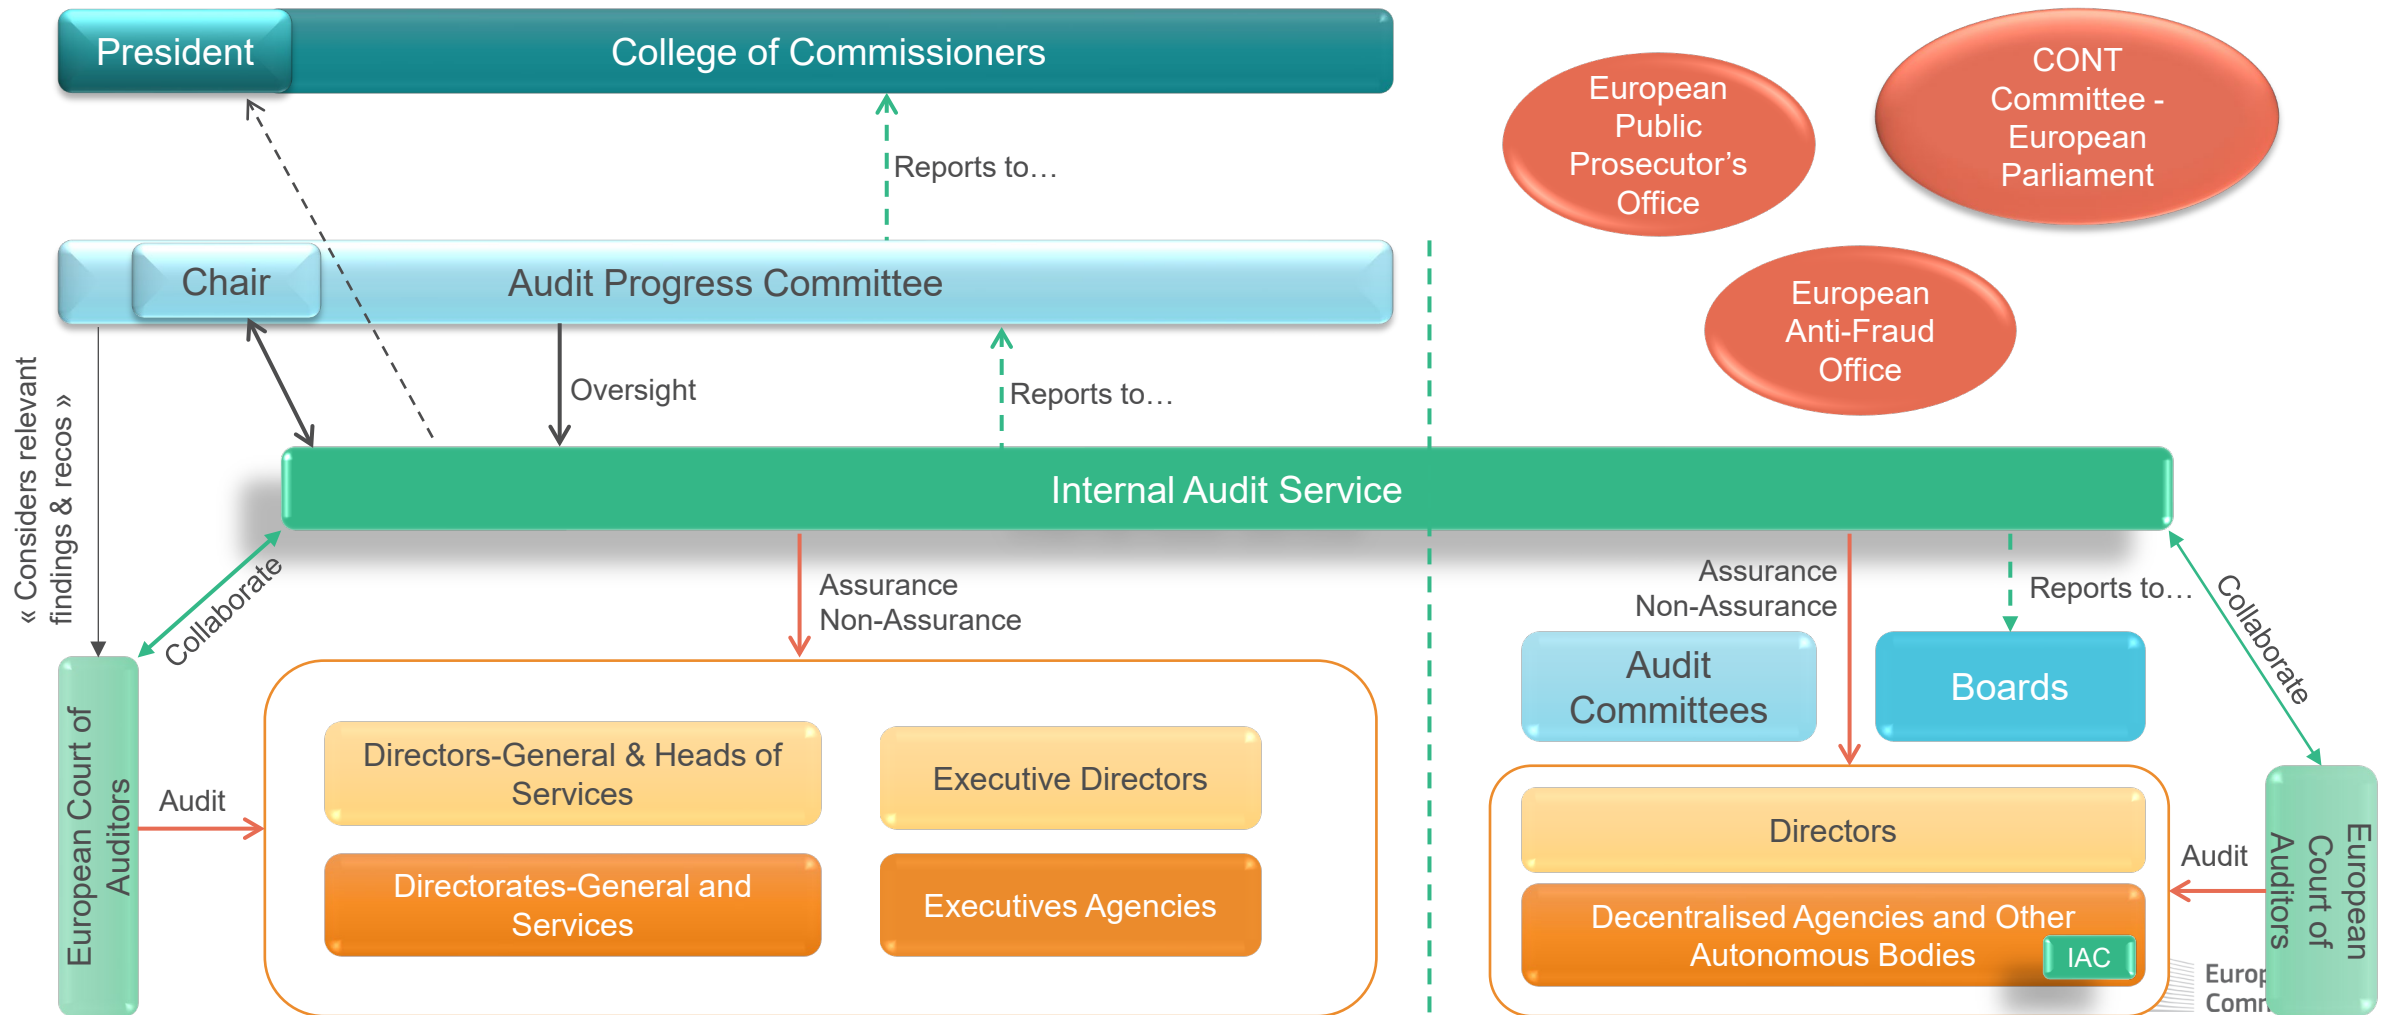 President
College of Commissioners
European
Public
Prosecutor’s
Office
CONT
Committee -
European
Parliament
Reports to…
Chair
Audit Progress Committee
European
Anti-Fraud
Office
« Considers relevant
findings & recos »
Oversight
Reports to…
Internal Audit Service
Collaborate
Assurance
Non-Assurance
Assurance
Non-Assurance
Reports to…
Collaborate
Audit
Committees
Boards
European Court of
Auditors
Audit
Directors-General & Heads of
Services
Executive Directors
Directorates-General and
Services
Executives Agencies
Directors
Decentralised Agencies and Other
Autonomous Bodies
IAC
Audit
European
Court of
Auditors